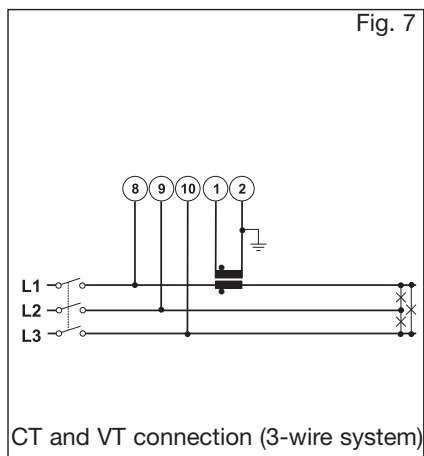 Fig. 7
8 9 10 1 2
L1
L2
L3
CT and VT connection (3-wire system)